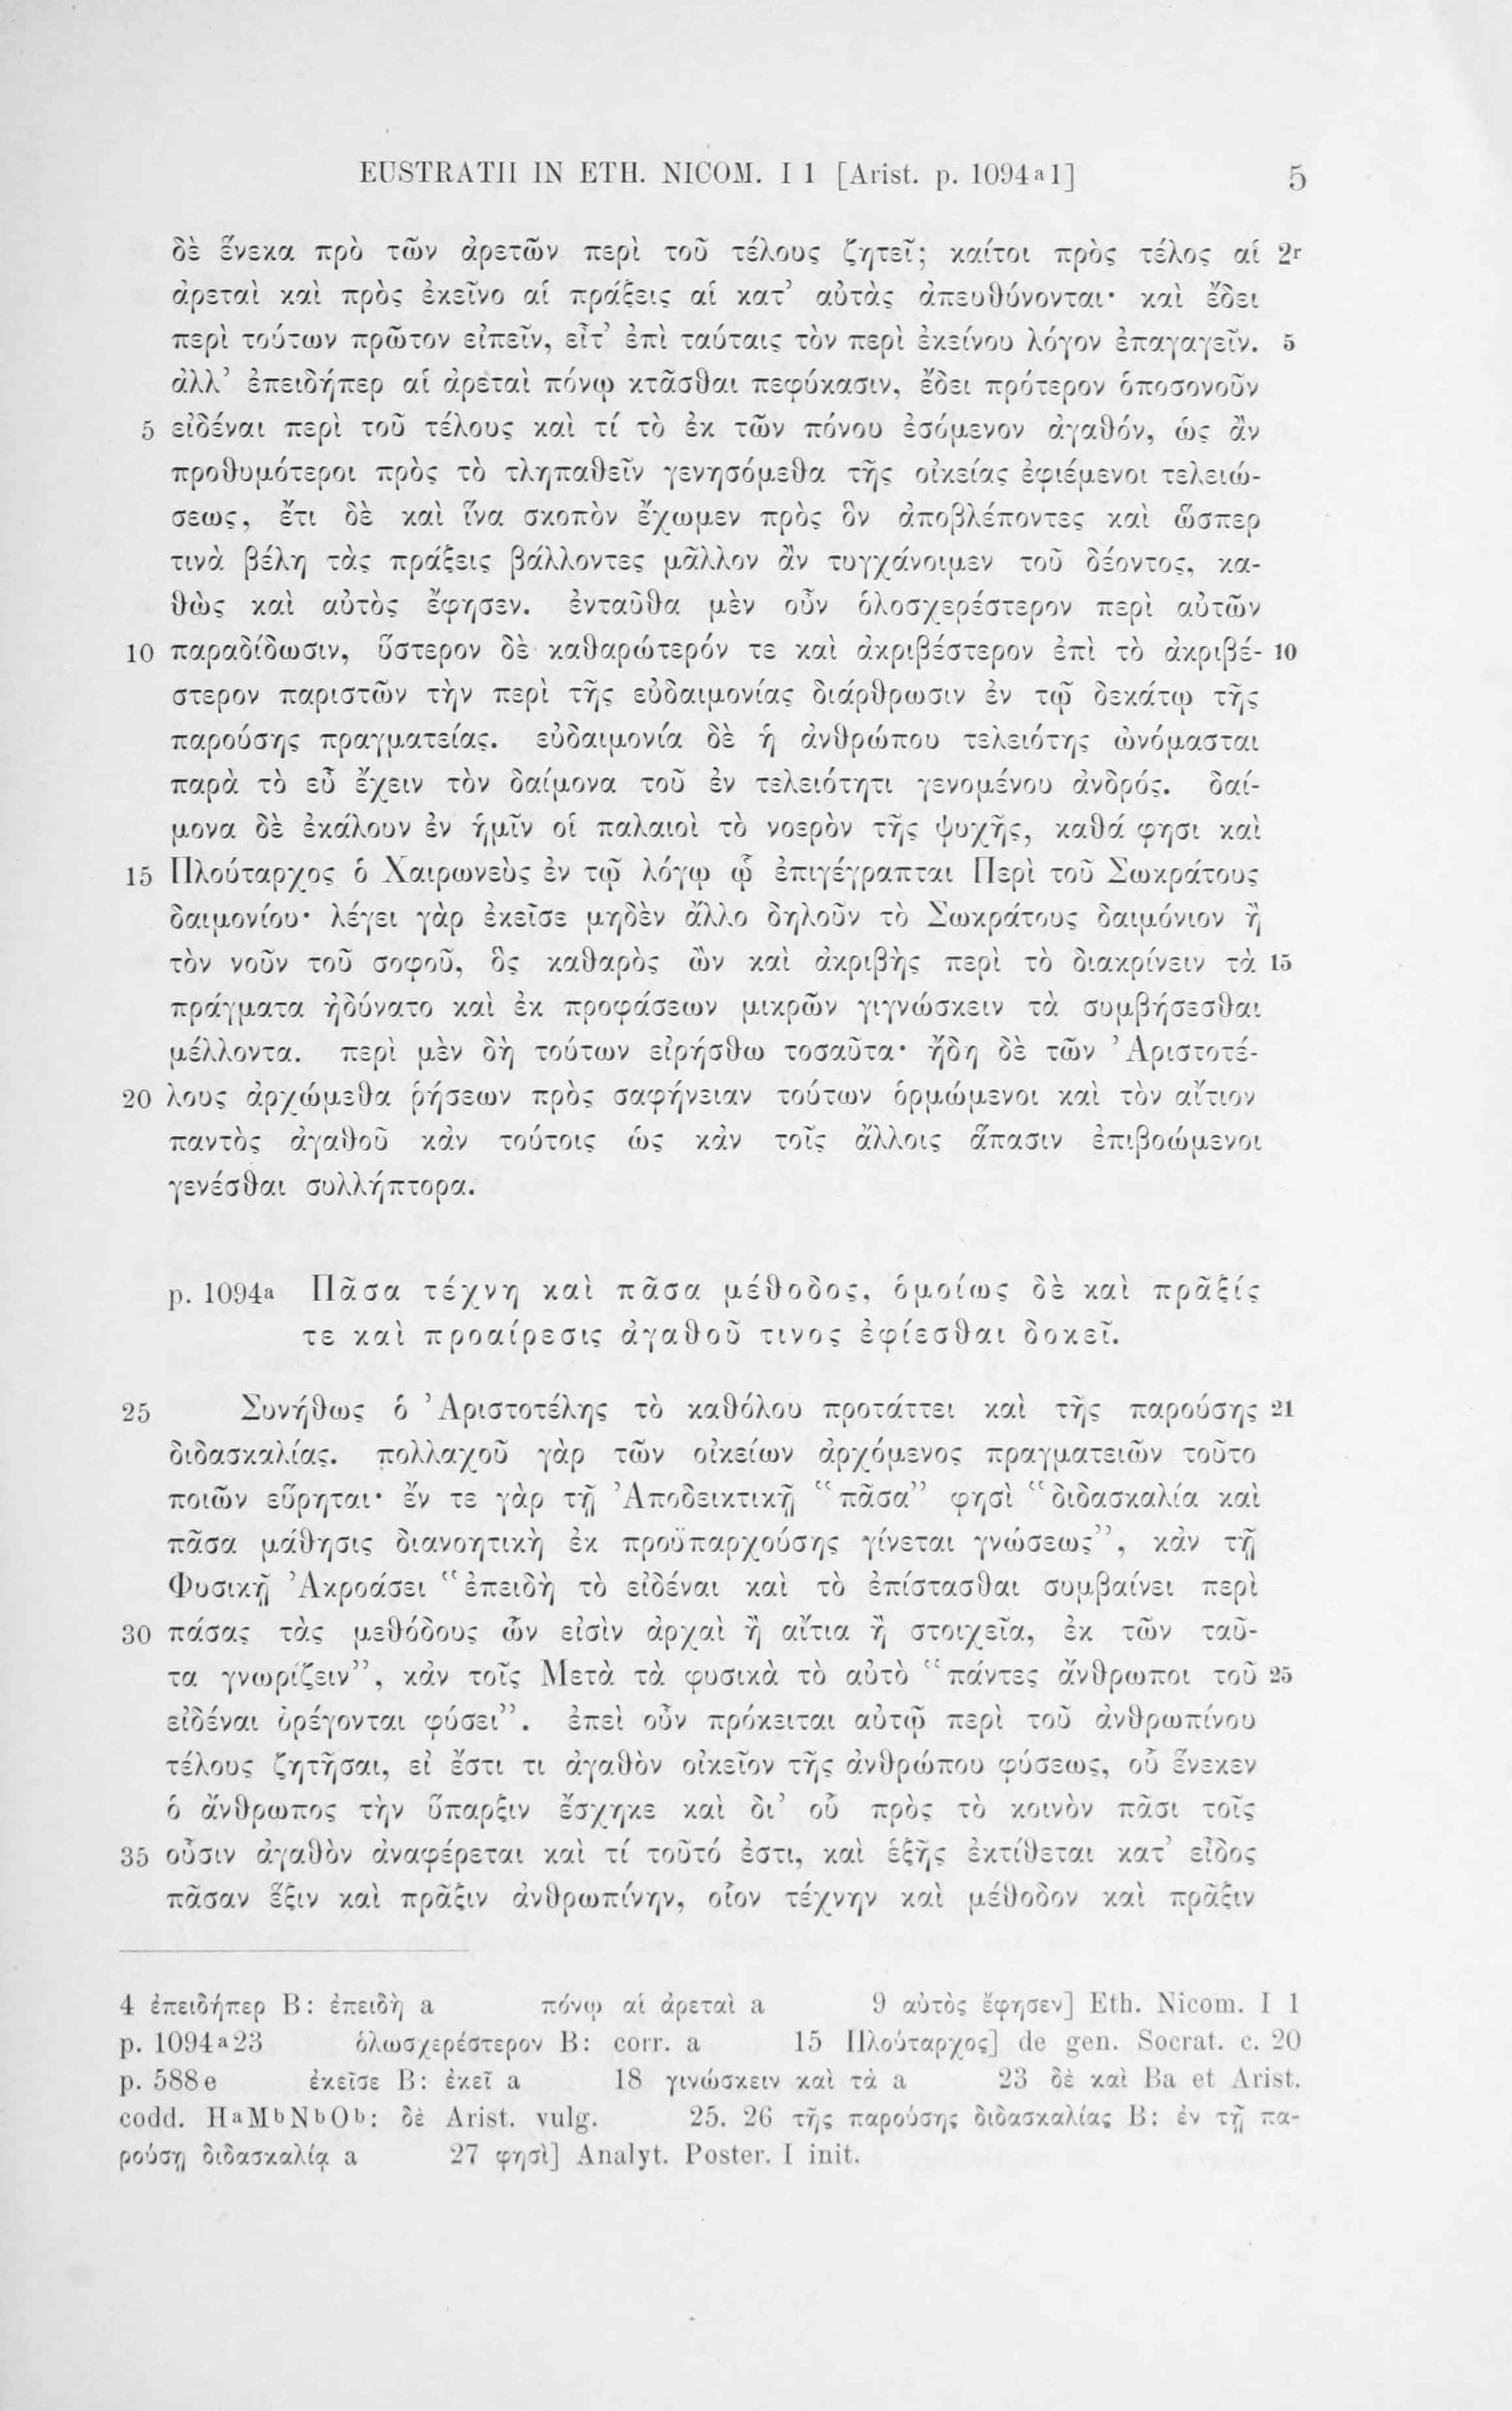 EUSTRATII IN ETH. NICOM. I 1 [Arist. p. 1094ᵃ1] 5
δὲ ἕνεκα πρὸ τῶν ἀρετῶν περὶ τοῦ τέλους ζητεῖ; καίτοι πρὸς τέλος αἱ 2r
ἀρεταὶ καὶ πρὸς ἐκεῖνο αἱ πράξεις αἱ κατ’ αὐτὰς ἀπευθύνονται· καὶ ἔδει
περὶ τούτων πρῶτον εἰπεῖν, εἶτ’ ἐπὶ ταύταις τὸν περὶ ἐκείνου λόγον ἐπαγαγεῖν. 5
ἀλλ’ ἐπειδήπερ αἱ ἀρεταὶ πόνῳ κτᾶσθαι πεφύκασιν, ἔδει πρότερον ὁποσονοῦν
5 εἰδέναι περὶ τοῦ τέλους καὶ τί τὸ ἐκ τῶν πόνου ἐσόμενον ἀγαθόν, ὡς ἂν
προθυμότεροι πρὸς τὸ τληπαθεῖν γενησόμεθα τῆς οἰκείας ἐφιέμενοι τελειώ-
σεως, ἔτι δὲ καὶ ἵνα σκοπὸν ἔχωμεν πρὸς ὃν ἀποβλέποντες καὶ ὥσπερ
τινὰ βέλη τὰς πράξεις βάλλοντες μᾶλλον ἂν τυγχάνοιμεν τοῦ δέοντος, κα-
θὼς καὶ αὐτὸς ἔφησεν. ἐνταῦθα μὲν οὖν ὁλοσχερέστερον περὶ αὐτῶν
10 παραδίδωσιν, ὕστερον δὲ καθαρώτερόν τε καὶ ἀκριβέστερον ἐπὶ τὸ ἀκριβέ- 10
στερον παριστῶν τὴν περὶ τῆς εὐδαιμονίας διάρθρωσιν ἐν τῷ δεκάτῳ τῆς
παρούσης πραγματείας. εὐδαιμονία δὲ ἡ ἀνθρώπου τελειότης ὠνόμασται
παρὰ τὸ εὖ ἔχειν τὸν δαίμονα τοῦ ἐν τελειότητι γενομένου ἀνδρός. δαί-
μονα δὲ ἐκάλουν ἐν ἡμῖν οἱ παλαιοὶ τὸ νοερὸν τῆς ψυχῆς, καθά φησι καὶ
15 Πλούταρχος ὁ Χαιρωνεὺς ἐν τῷ λόγῳ ᾧ ἐπιγέγραπται Περὶ τοῦ Σωκράτους
δαιμονίου· λέγει γὰρ ἐκεῖσε μηδὲν ἄλλο δηλοῦν τὸ Σωκράτους δαιμόνιον ἢ
τὸν νοῦν τοῦ σοφοῦ, ὃς καθαρὸς ὢν καὶ ἀκριβὴς περὶ τὸ διακρίνειν τὰ 15
πράγματα ἠδύνατο καὶ ἐκ προφάσεων μικρῶν γιγνώσκειν τὰ συμβήσεσθαι
μέλλοντα. περὶ μὲν δὴ τούτων εἰρήσθω τοσαῦτα· ἤδη δὲ τῶν Ἀριστοτέ-
20 λους ἀρχώμεθα ῥήσεων πρὸς σαφήνειαν τούτων ὁρμώμενοι καὶ τὸν αἴτιον
παντὸς ἀγαθοῦ κἀν τούτοις ὡς κἀν τοῖς ἄλλοις ἅπασιν ἐπιβοώμενοι
γενέσθαι συλλήπτορα.
p. 1094ᵃ Πᾶσα τέχνη καὶ πᾶσα μέθοδος, ὁμοίως δὲ καὶ πρᾶξίς
τε καὶ προαίρεσις ἀγαθοῦ τινος ἐφίεσθαι δοκεῖ.
25 Συνήθως ὁ Ἀριστοτέλης τὸ καθόλου προτάττει καὶ τῆς παρούσης 21
διδασκαλίας. πολλαχοῦ γὰρ τῶν οἰκείων ἀρχόμενος πραγματειῶν τοῦτο
ποιῶν εὕρηται· ἔν τε γὰρ τῇ Ἀποδεικτικῇ “πᾶσα” φησὶ “διδασκαλία καὶ
πᾶσα μάθησις διανοητικὴ ἐκ προϋπαρχούσης γίνεται γνώσεως”, κἀν τῇ
Φυσικῇ Ἀκροάσει “ἐπειδὴ τὸ εἰδέναι καὶ τὸ ἐπίστασθαι συμβαίνει περὶ
30 πάσας τὰς μεθόδους ὧν εἰσὶν ἀρχαὶ ἢ αἴτια ἢ στοιχεῖα, ἐκ τῶν ταῦ-
τα γνωρίζειν”, κἀν τοῖς Μετὰ τὰ φυσικὰ τὸ αὐτὸ “πάντες ἄνθρωποι τοῦ 25
εἰδέναι ὀρέγονται φύσει”. ἐπεὶ οὖν πρόκειται αὐτῷ περὶ τοῦ ἀνθρωπίνου
τέλους ζητῆσαι, εἰ ἔστι τι ἀγαθὸν οἰκεῖον τῆς ἀνθρώπου φύσεως, οὗ ἕνεκεν
ὁ ἄνθρωπος τὴν ὕπαρξιν ἔσχηκε καὶ δι’ οὗ πρὸς τὸ κοινὸν πᾶσι τοῖς
35 οὖσιν ἀγαθὸν ἀναφέρεται καὶ τί τοῦτό ἐστι, καὶ ἑξῆς ἐκτίθεται κατ’ εἶδος
πᾶσαν ἕξιν καὶ πρᾶξιν ἀνθρωπίνην, οἷον τέχνην καὶ μέθοδον καὶ πρᾶξιν
4 ἐπειδήπερ B: ἐπειδὴ a πόνῳ αἱ ἀρεταὶ a 9 αὐτὸς ἔφησεν] Eth. Nicom. I 1
p. 1094ᵃ23 ὁλωσχερέστερον B: corr. a 15 Πλούταρχος] de gen. Socrat. c. 20
p. 588e ἐκεῖσε B: ἐκεῖ a 18 γινώσκειν καὶ τὰ a 23 δὲ καὶ Ba et Arist.
codd. HᵃMᵇNᵇOᵇ: δὲ Arist. vulg. 25. 26 τῆς παρούσης διδασκαλίας B: ἐν τῇ πα-
ρούσῃ διδασκαλίᾳ a 27 φησὶ] Analyt. Poster. I init.